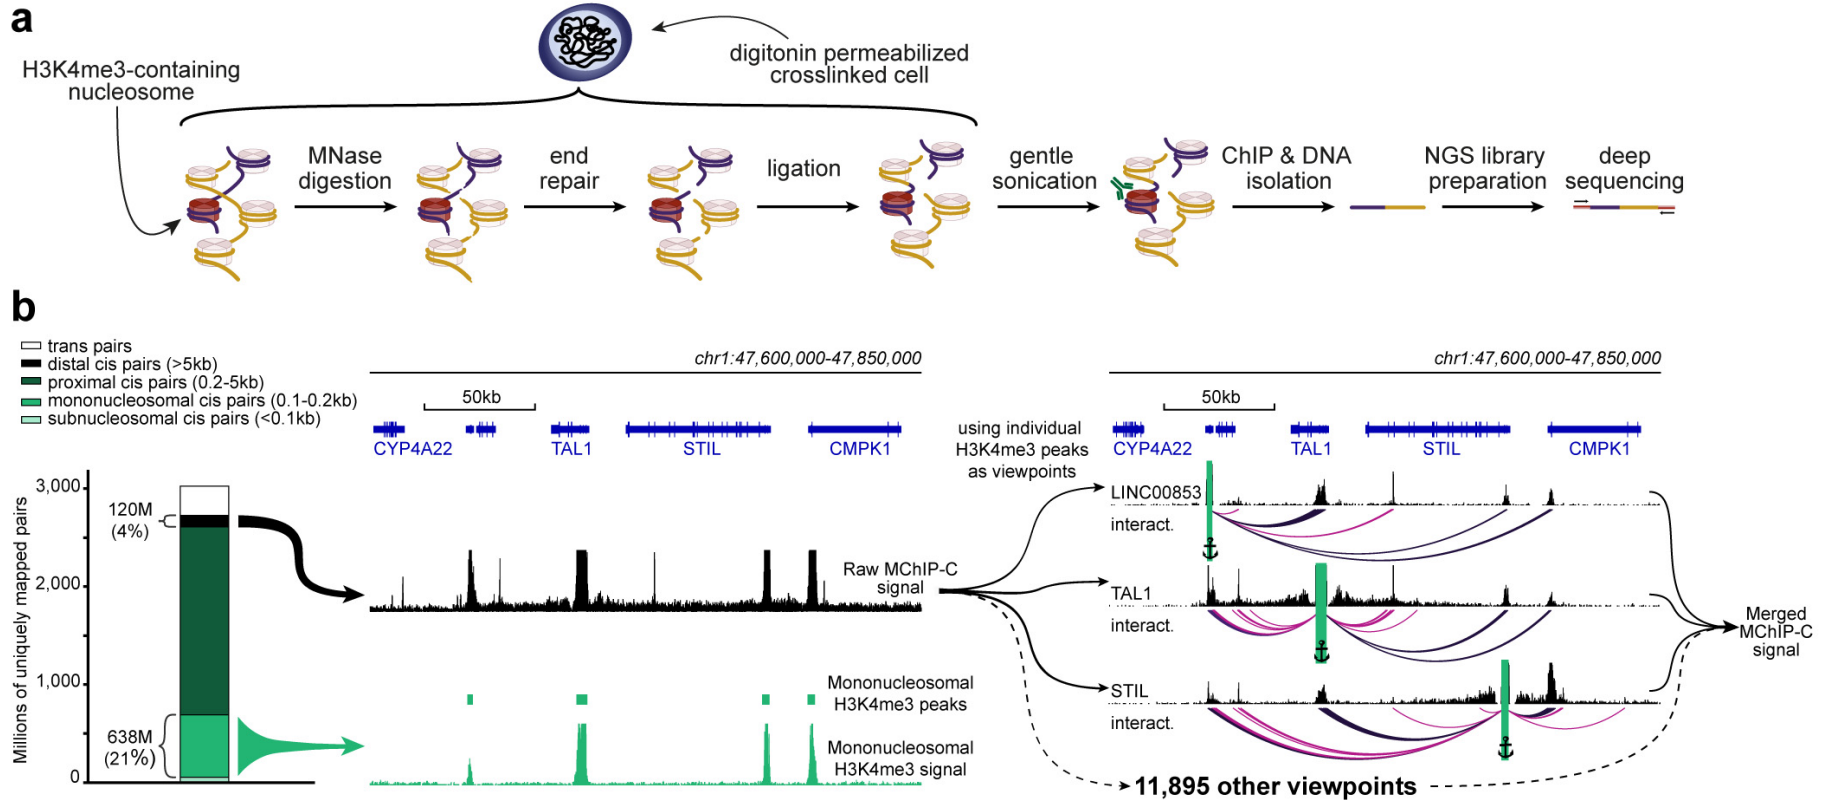 a
H3K4me3-containing
nucleosome
digitonin permeabilized
crosslinked cell
MNase
digestion
end
repair
ligation
gentle
sonication
ChIP & DNA
isolation
NGS library
preparation
deep
sequencing
b
trans pairs
distal cis pairs (>5kb)
proximal cis pairs (0.2-5kb)
mononucleosomal cis pairs (0.1-0.2kb)
subnucleosomal cis pairs (<0.1kb)
Millions of uniquely mapped pairs
3,000
2,000
1,000
0
120M
(4%)
638M
(21%)
chr1:47,600,000-47,850,000
50kb
CYP4A22
TAL1
STIL
CMPK1
Raw MChIP-C
signal
Mononucleosomal
H3K4me3 peaks
Mononucleosomal
H3K4me3 signal
using individual
H3K4me3 peaks
as viewpoints
chr1:47,600,000-47,850,000
50kb
CYP4A22
TAL1
STIL
CMPK1
LINC00853
interact.
TAL1
interact.
STIL
interact.
11,895 other viewpoints
Merged
MChIP-C
signal